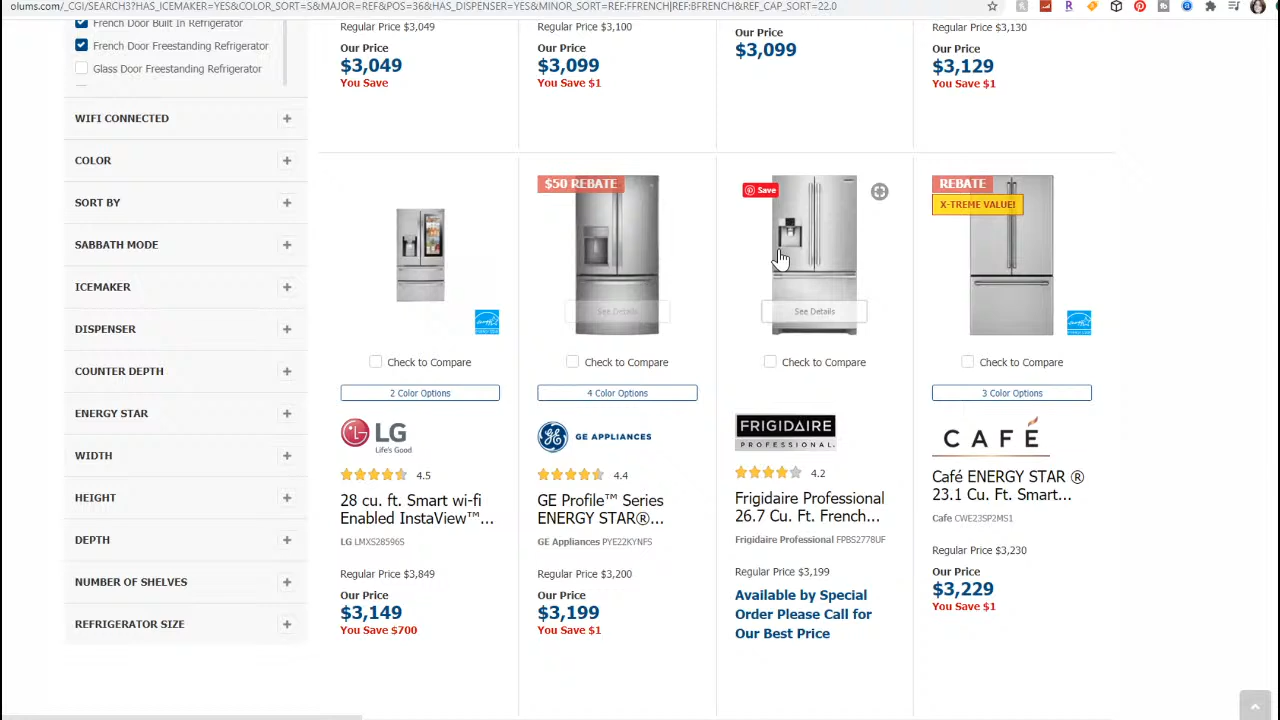 olums.com/_CGI/SEARCH3?HAS_ICEMAKER=YES&COLOR_SORT=S&_MAJOR=REF&POS=36&HAS_DISPENSER=YES&MINOR_SORT=REF:FFRENCH|REF:BFRENCH&REF_CAP_SORT=22.0
French Door Built In Refrigerator
French Door Freestanding Refrigerator
Glass Door Freestanding Refrigerator
WIFI CONNECTED
COLOR
SORT BY
SABBATH MODE
ICEMAKER
DISPENSER
COUNTER DEPTH
ENERGY STAR
WIDTH
HEIGHT
DEPTH
NUMBER OF SHELVES
REFRIGERATOR SIZE
Regular Price $3,049
Our Price
$3,049
You Save
Regular Price $3,100
Our Price
$3,099
You Save $1
Our Price
$3,099
Regular Price $3,130
Our Price
$3,129
You Save $1
Check to Compare
2 Color Options
LG
Life's Good
4.5
28 cu. ft. Smart wi-fi
Enabled InstaView™...
LG LMXS28596S
Regular Price $3,849
Our Price
$3,149
You Save $700
$50 REBATE
See Details
Check to Compare
4 Color Options
GE APPLIANCES
4.4
GE Profile™ Series
ENERGY STAR®...
GE Appliances PYE22KYNFS
Regular Price $3,200
Our Price
$3,199
You Save $1
Save
See Details
Check to Compare
FRIGIDAIRE
PROFESSIONAL
4.2
Frigidaire Professional
26.7 Cu. Ft. French...
Frigidaire Professional FPBS2778UF
Regular Price $3,199
Available by Special
Order Please Call for
Our Best Price
REBATE
X-TREME VALUE!
Check to Compare
3 Color Options
CAFÉ
Café ENERGY STAR ®
23.1 Cu. Ft. Smart...
Cafe CWE23SP2MS1
Regular Price $3,230
Our Price
$3,229
You Save $1